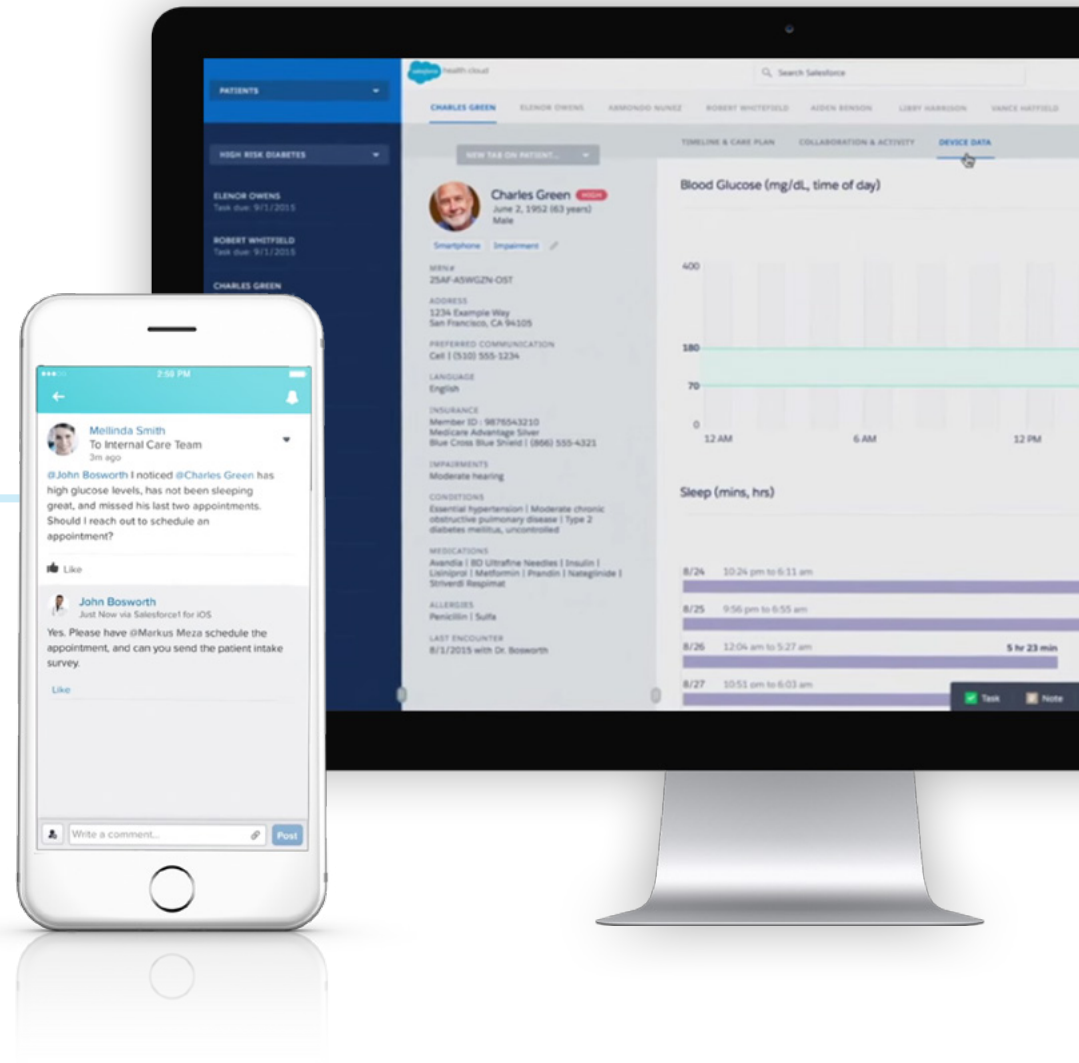 PATIENTS
HIGH RISK DIABETES
ELENOR OWENS
Task due: 9/1/2015
ROBERT WHITFIELD
Task due: 9/1/2015
CHARLES GREEN
salesforce health cloud
Search Salesforce
CHARLES GREEN ELENOR OWENS ARMONDO NUNEZ ROBERT WHITEFIELD AIDEN BENSON LIBBY HARRISON VANCE HATFIELD
NEW TAB ON PATIENT...
TIMELINE & CARE PLAN COLLABORATION & ACTIVITY DEVICE DATA
Charles Green HIGH
June 2, 1952 (63 years)
Male
Smartphone Impairment
MRN#
25AF-A5WGZN-OST
ADDRESS
1234 Example Way
San Francisco, CA 94105
PREFERRED COMMUNICATION
Cell | (510) 555-1234
LANGUAGE
English
INSURANCE
Member ID : 9876543210
Medicare Advantage Silver
Blue Cross Blue Shield | (866) 555-4321
IMPAIRMENTS
Moderate hearing
CONDITIONS
Essential hypertension | Moderate chronic
obstructive pulmonary disease | Type 2
diabetes mellitus, uncontrolled
MEDICATIONS
Avandia | BD Ultrafine Needles | Insulin |
Lisiniprol | Metformin | Prandin | Nateglinide |
Striverdi Respimat
ALLERGIES
Penicillin | Sulfa
LAST ENCOUNTER
8/1/2015 with Dr. Bosworth
Blood Glucose (mg/dL, time of day)
400
180
70
0
12 AM 6 AM 12 PM
Sleep (mins, hrs)
8/24 10:24 pm to 6:11 am
8/25 9:56 pm to 6:55 am
8/26 12:04 am to 5:27 am 5 hr 23 min
8/27 10:51 pm to 6:03 am
Task Note
2:59 PM
Mellinda Smith
To Internal Care Team
3m ago
@John Bosworth I noticed @Charles Green has
high glucose levels, has not been sleeping
great, and missed his last two appointments.
Should I reach out to schedule an
appointment?
Like
John Bosworth
Just Now via Salesforce1 for iOS
Yes. Please have @Markus Meza schedule the
appointment, and can you send the patient intake
survey.
Like
Write a comment...
Post